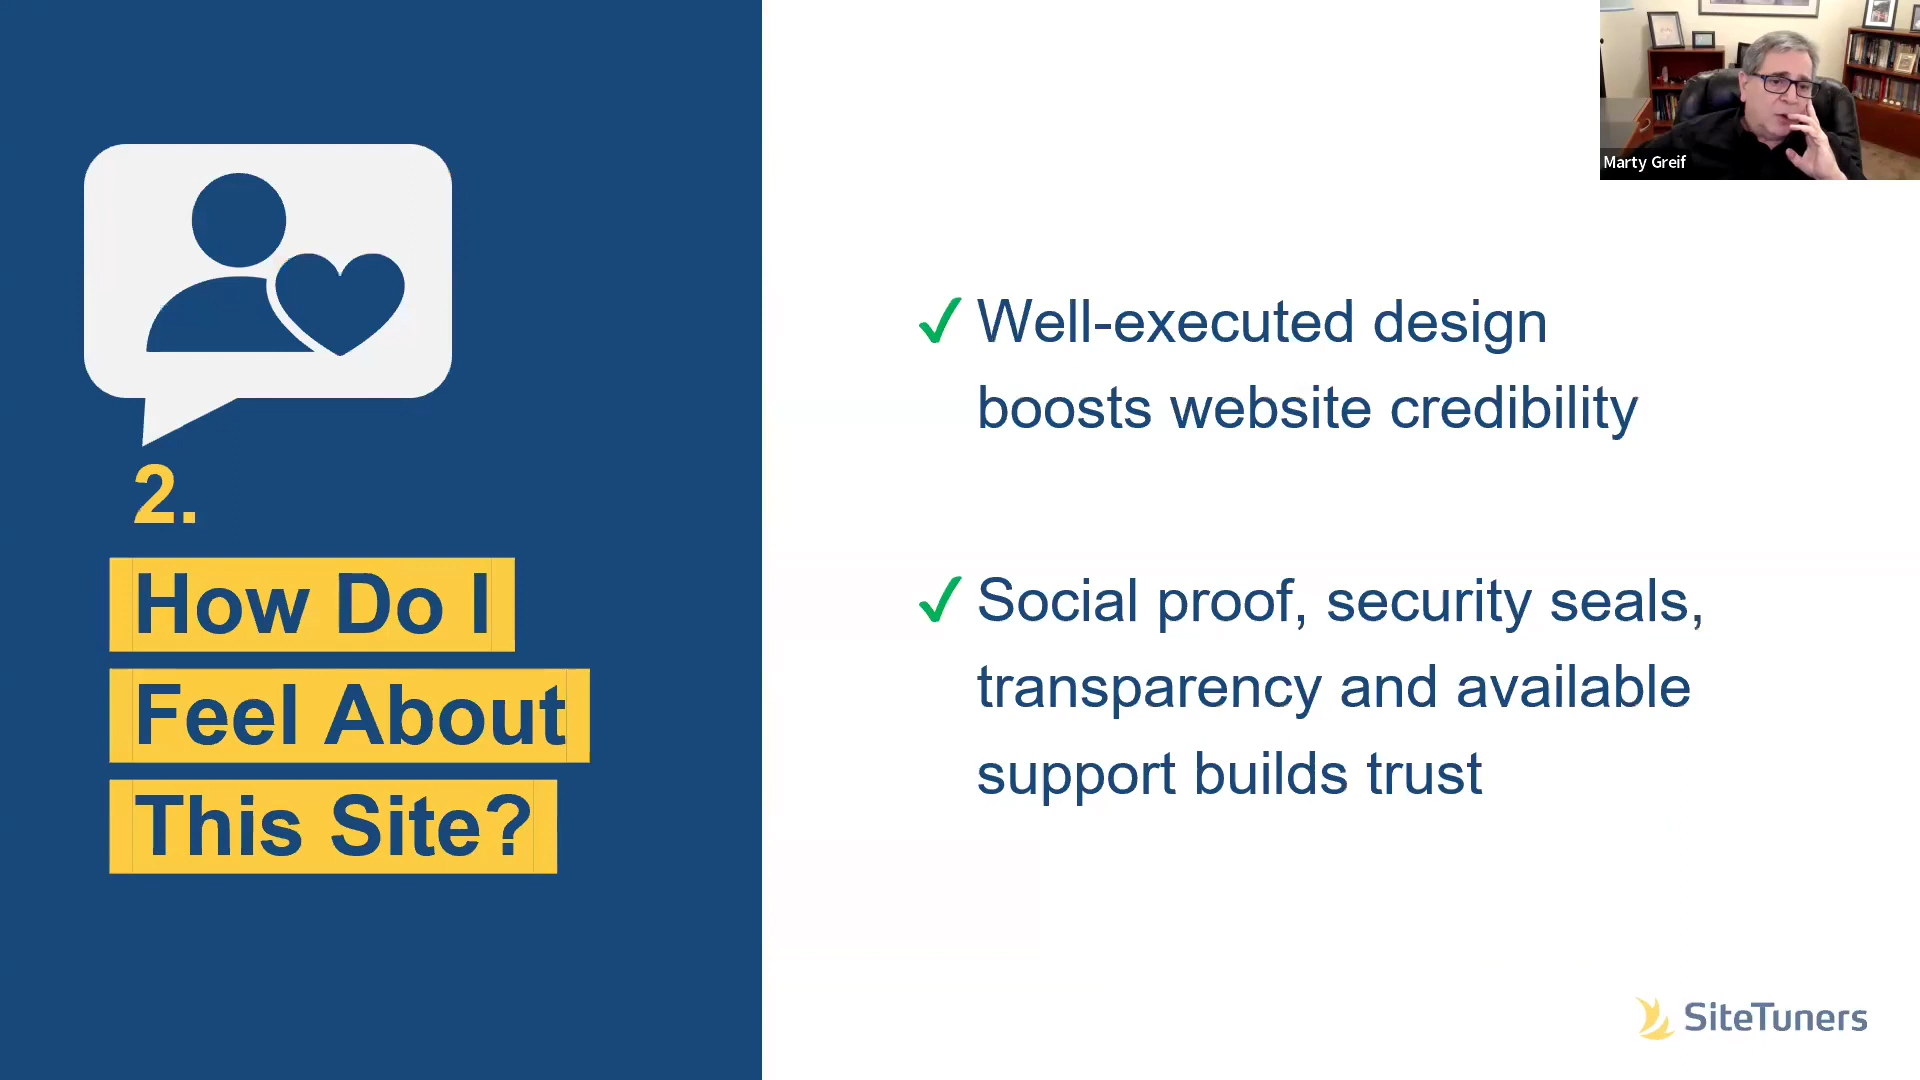 2.
How Do I
Feel About
This Site?
Well-executed design
boosts website credibility
Social proof, security seals,
transparency and available
support builds trust
Marty Greif
SiteTuners